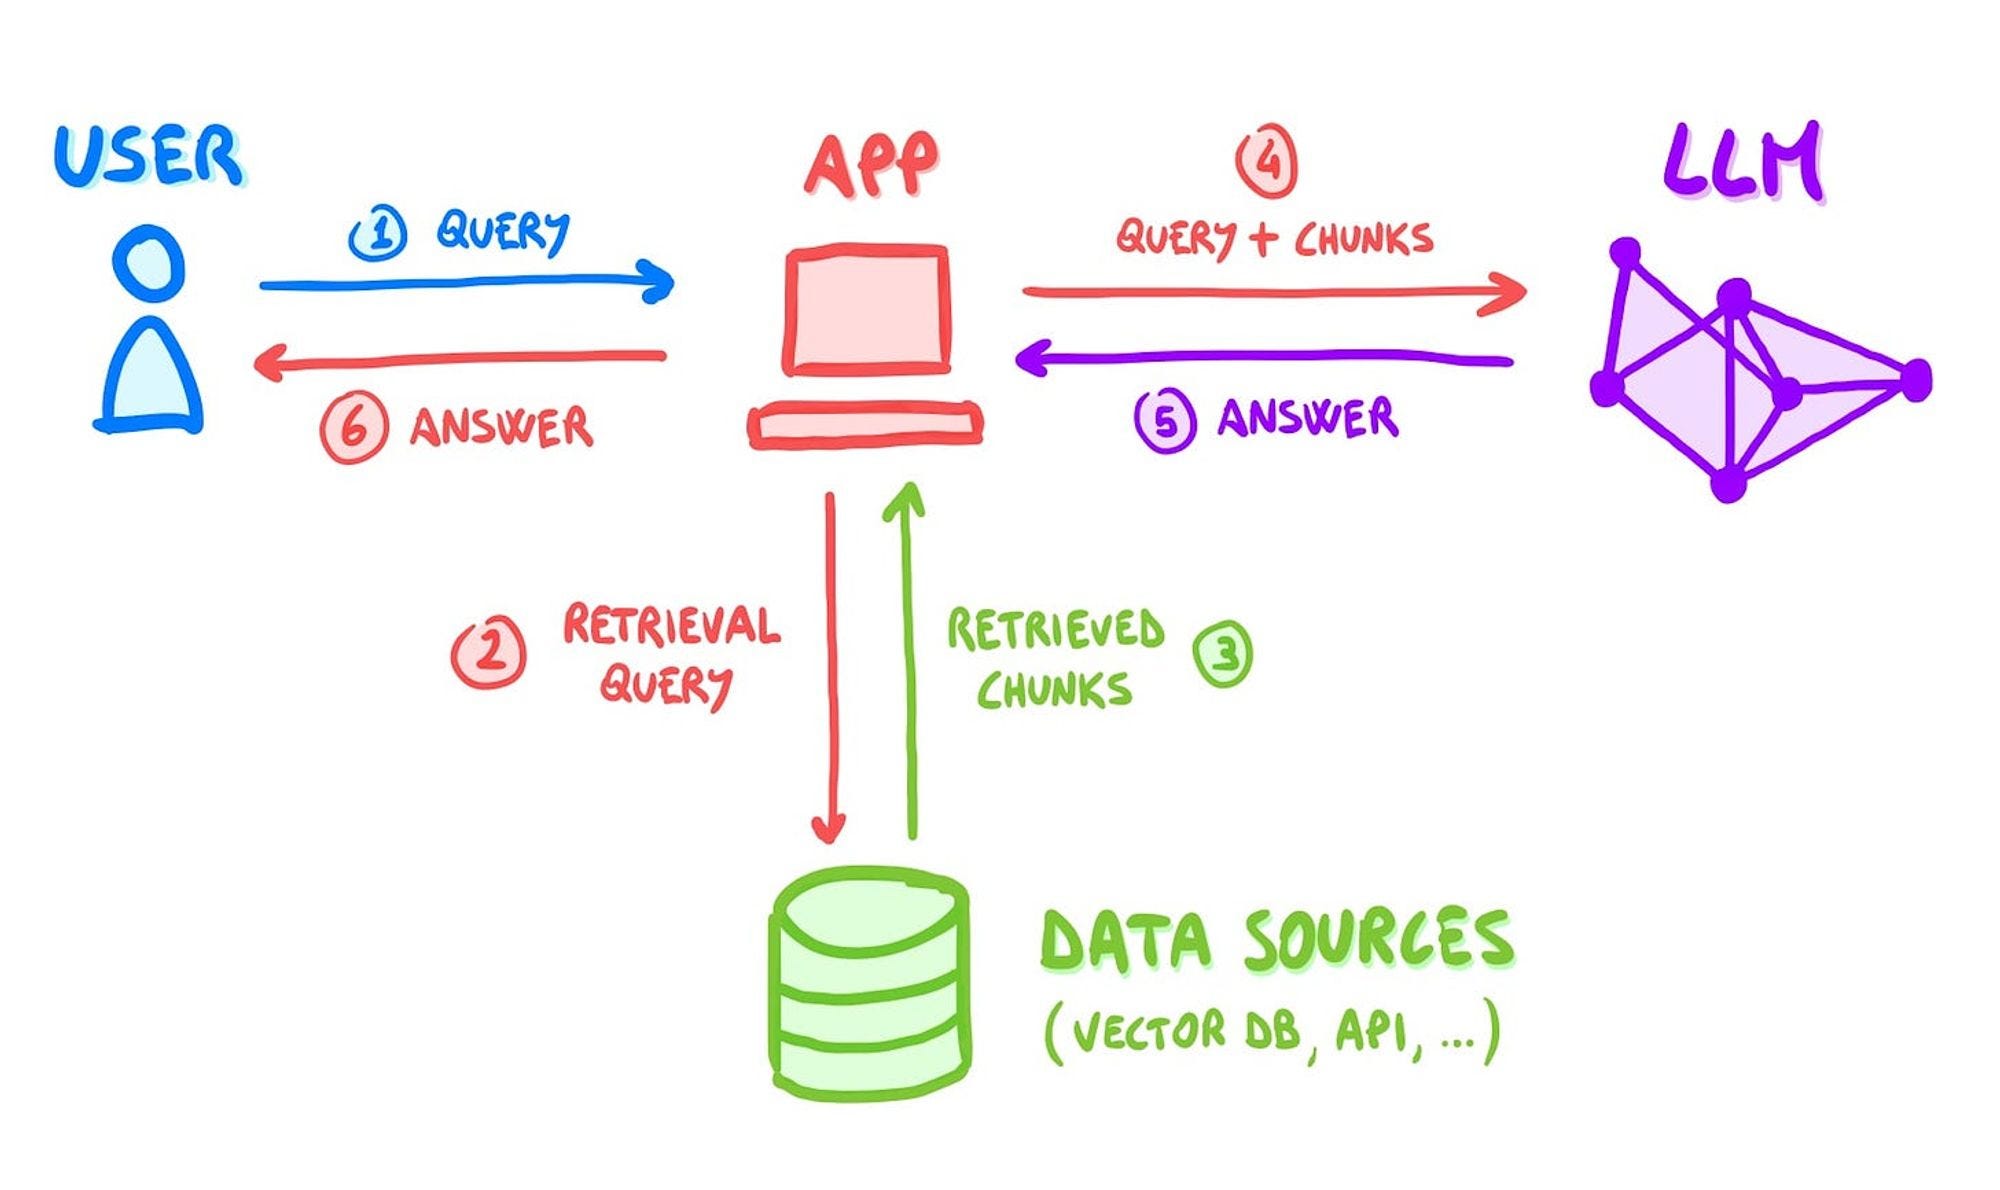 USER
APP
LLM
1 QUERY
4
QUERY + CHUNKS
6 ANSWER
5 ANSWER
2 RETRIEVAL
QUERY
RETRIEVED 3
CHUNKS
DATA SOURCES
(VECTOR DB, API, ...)